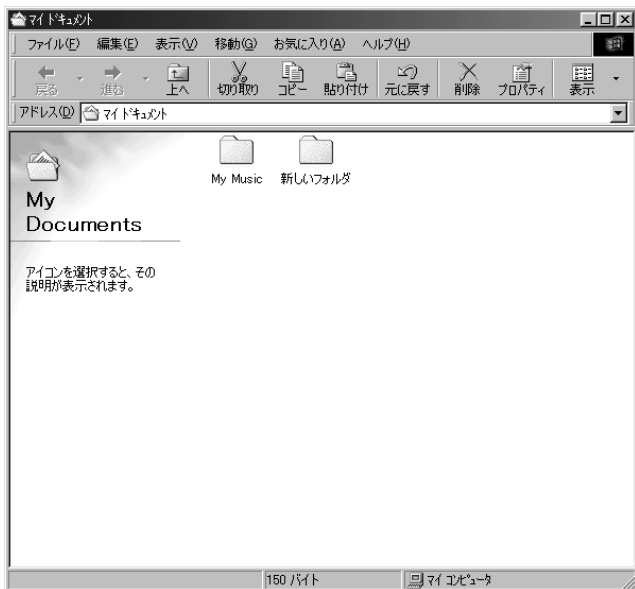 マイ ドキュメント
ファイル(F) 編集(E) 表示(V) 移動(G) お気に入り(A) ヘルプ(H)
戻る 進む 上へ 切り取り コピー 貼り付け 元に戻す 削除 プロパティ 表示
アドレス(D) マイ ドキュメント
My Music 新しいフォルダ
My
Documents
アイコンを選択すると、その
説明が表示されます。
150 バイト マイ コンピュータ